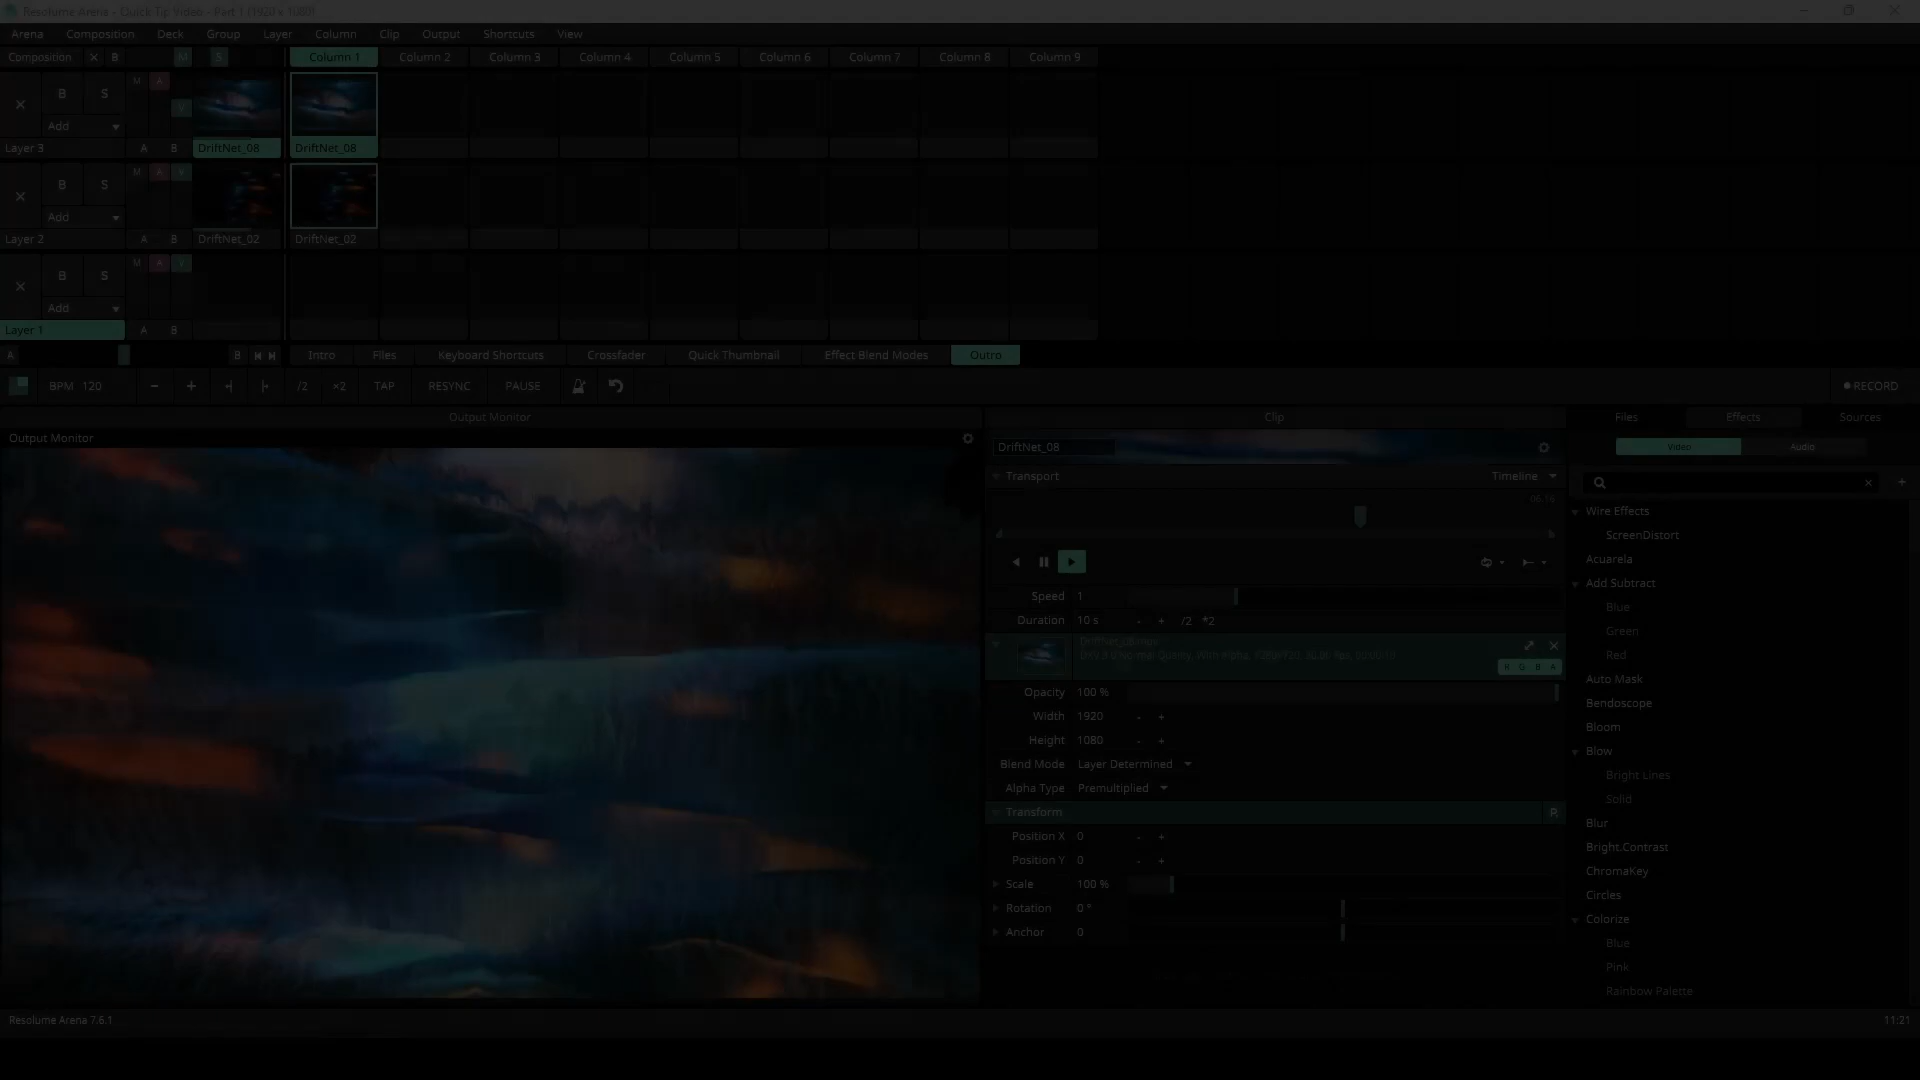 Resolume Arena - Quick Tip Video - Part 1 (1920 x 1080)
Arena Composition Deck Group Layer Column Clip Output Shortcuts View
Composition X B M S Column 1 Column 2 Column 3 Column 4 Column 5 Column 6 Column 7 Column 8 Column 9
M A
B S
V
Add
Layer 3 A B DriftNet_08 DriftNet_08
M A V
B S
Add
Layer 2 A B DriftNet_02 DriftNet_02
M A V
B S
Add
Layer 1 A B
A B Intro Files Keyboard Shortcuts Crossfader Quick Thumbnail Effect Blend Modes Outro
BPM 120 - + /2 ×2 TAP RESYNC PAUSE RECORD
Output Monitor Clip Files Effects Sources
Output Monitor
DriftNet_08 Video Audio
Transport Timeline
Wire Effects
ScreenDistort
Acuarela
Add Subtract
Blue
Green
Red
Auto Mask
Bendoscope
Bloom
Blow
Bright Lines
Solid
Blur
Bright.Contrast
ChromaKey
Circles
Colorize
Blue
Pink
Rainbow Palette
Speed 1
Duration 10 s - + /2 *2
R G B A
Opacity 100 %
Width 1920 - +
Height 1080 - +
Blend Mode Layer Determined
Alpha Type Premultiplied
Transform R
Position X 0 - +
Position Y 0 - +
Scale 100 %
Rotation 0 °
Anchor 0
Resolume Arena 7.6.1 11:21